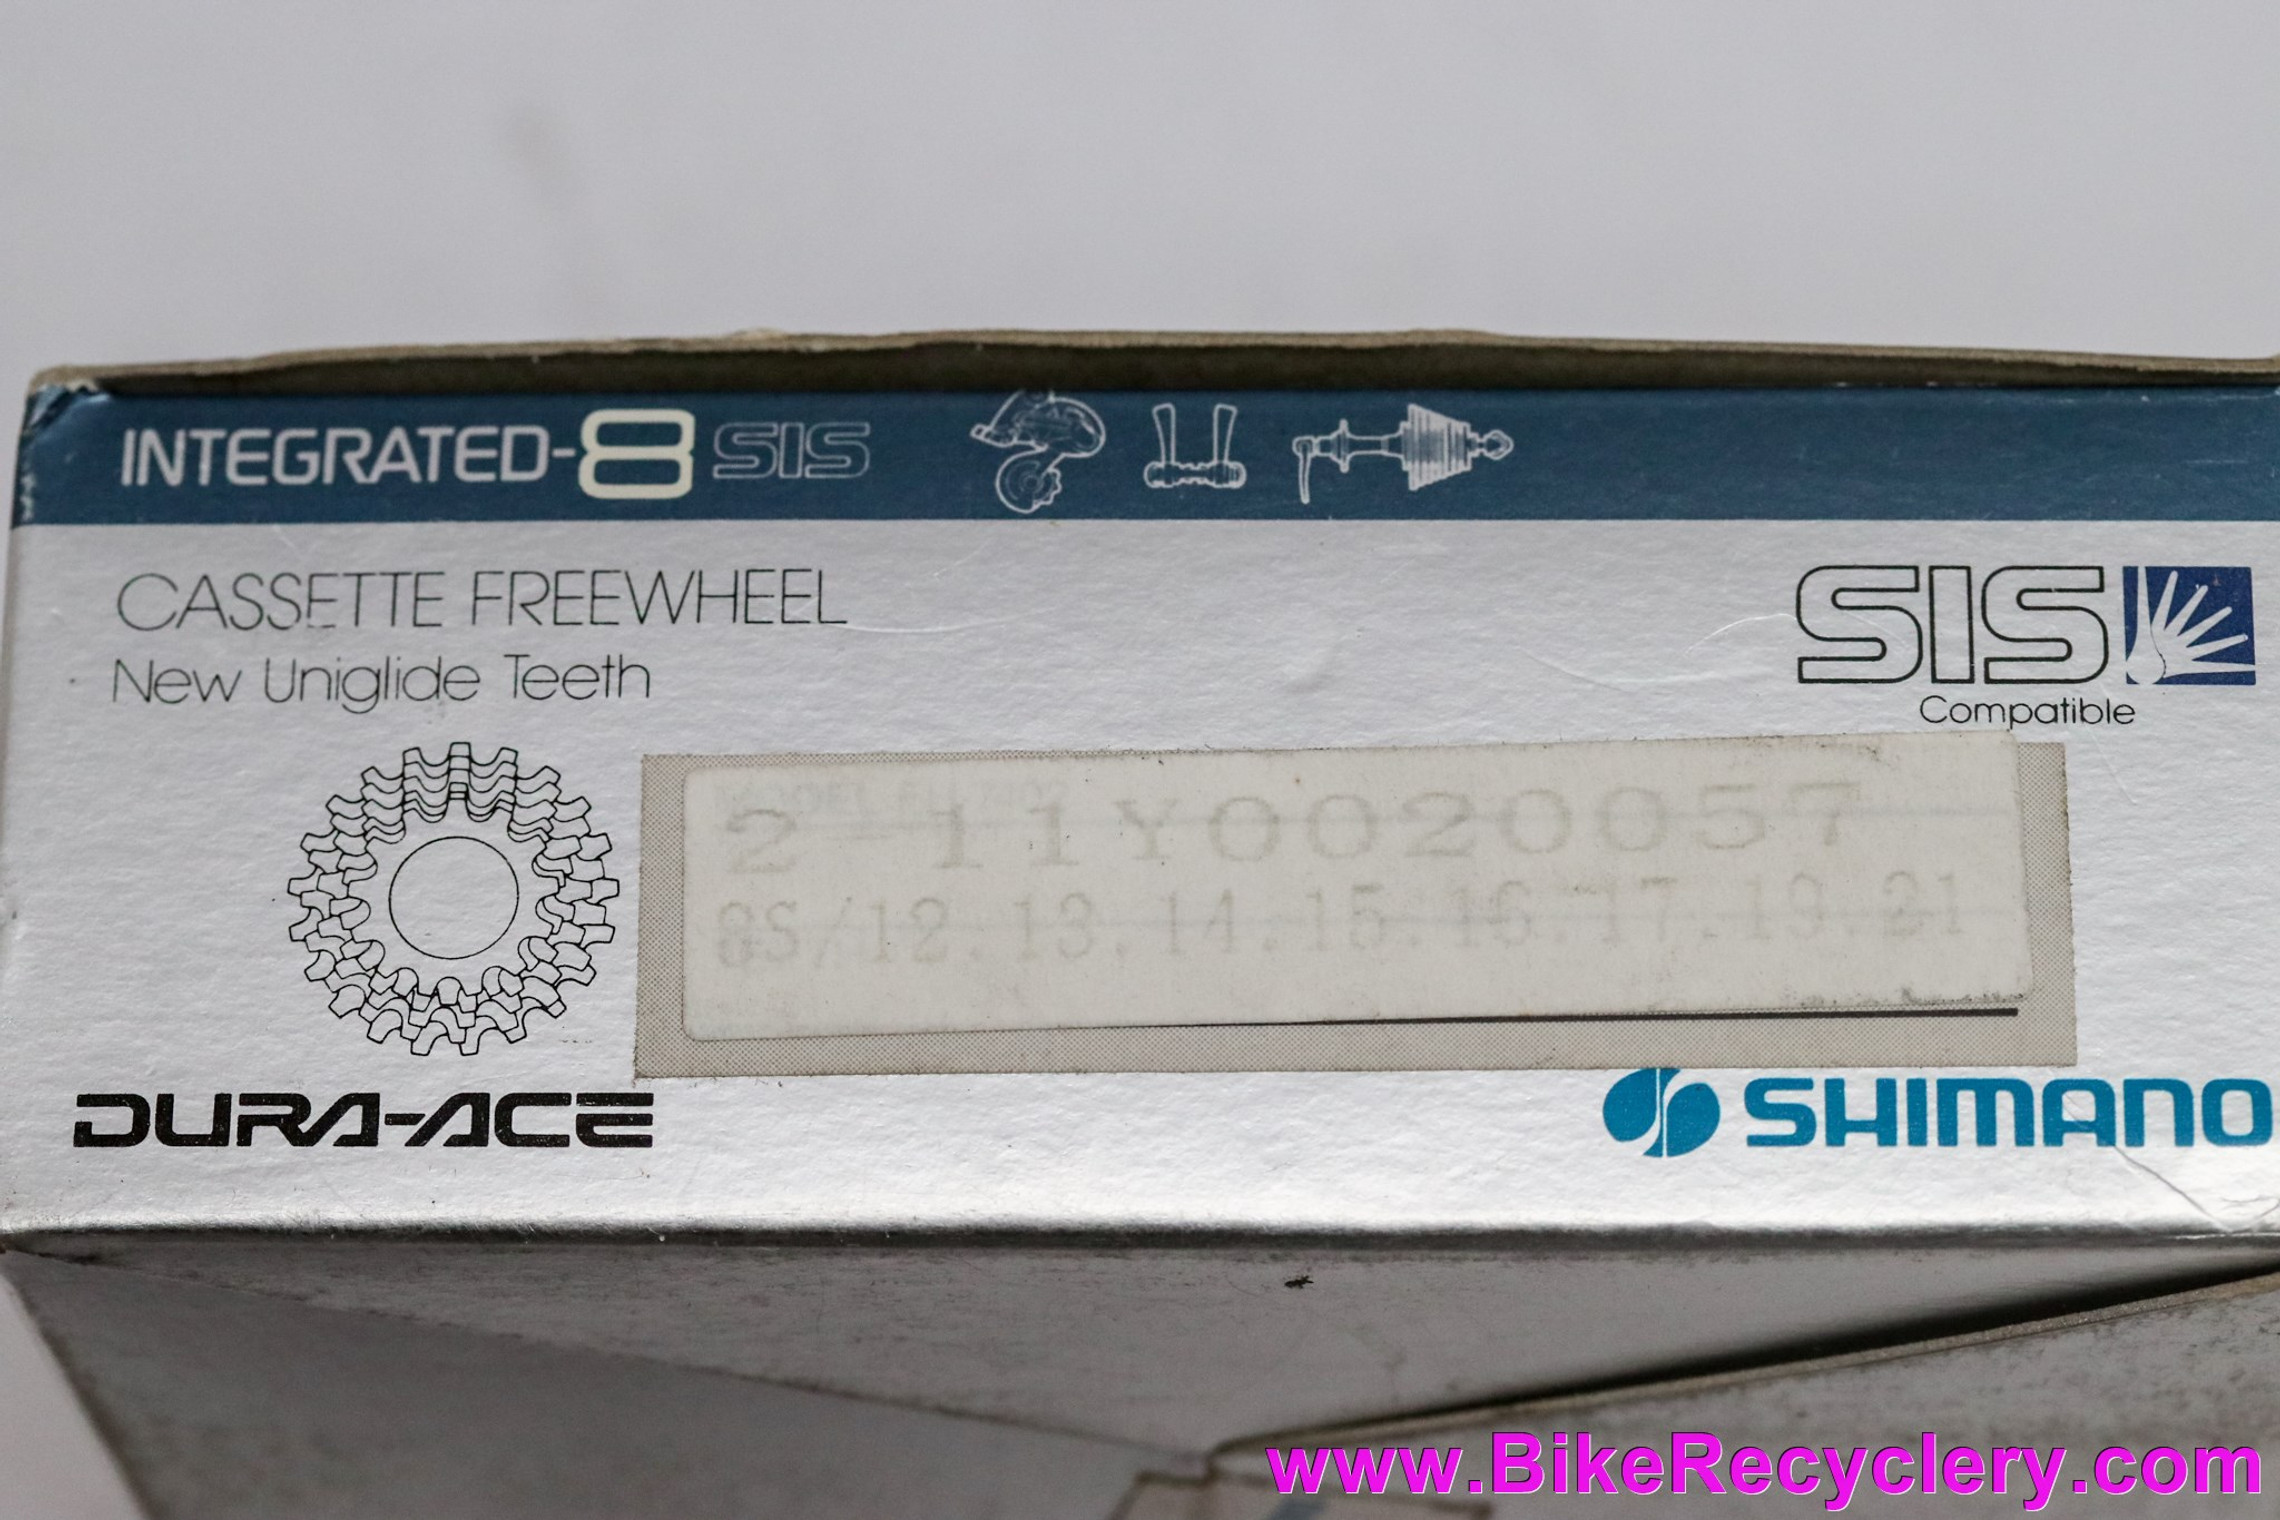 INTEGRATED-8 SIS
CASSETTE FREEWHEEL
New Uniglide Teeth
SIS
Compatible
2-11Y0020057
GS/12.13.14.15.16.17.19.21
DURA-ACE
SHIMANO
www.BikeRecyclery.com